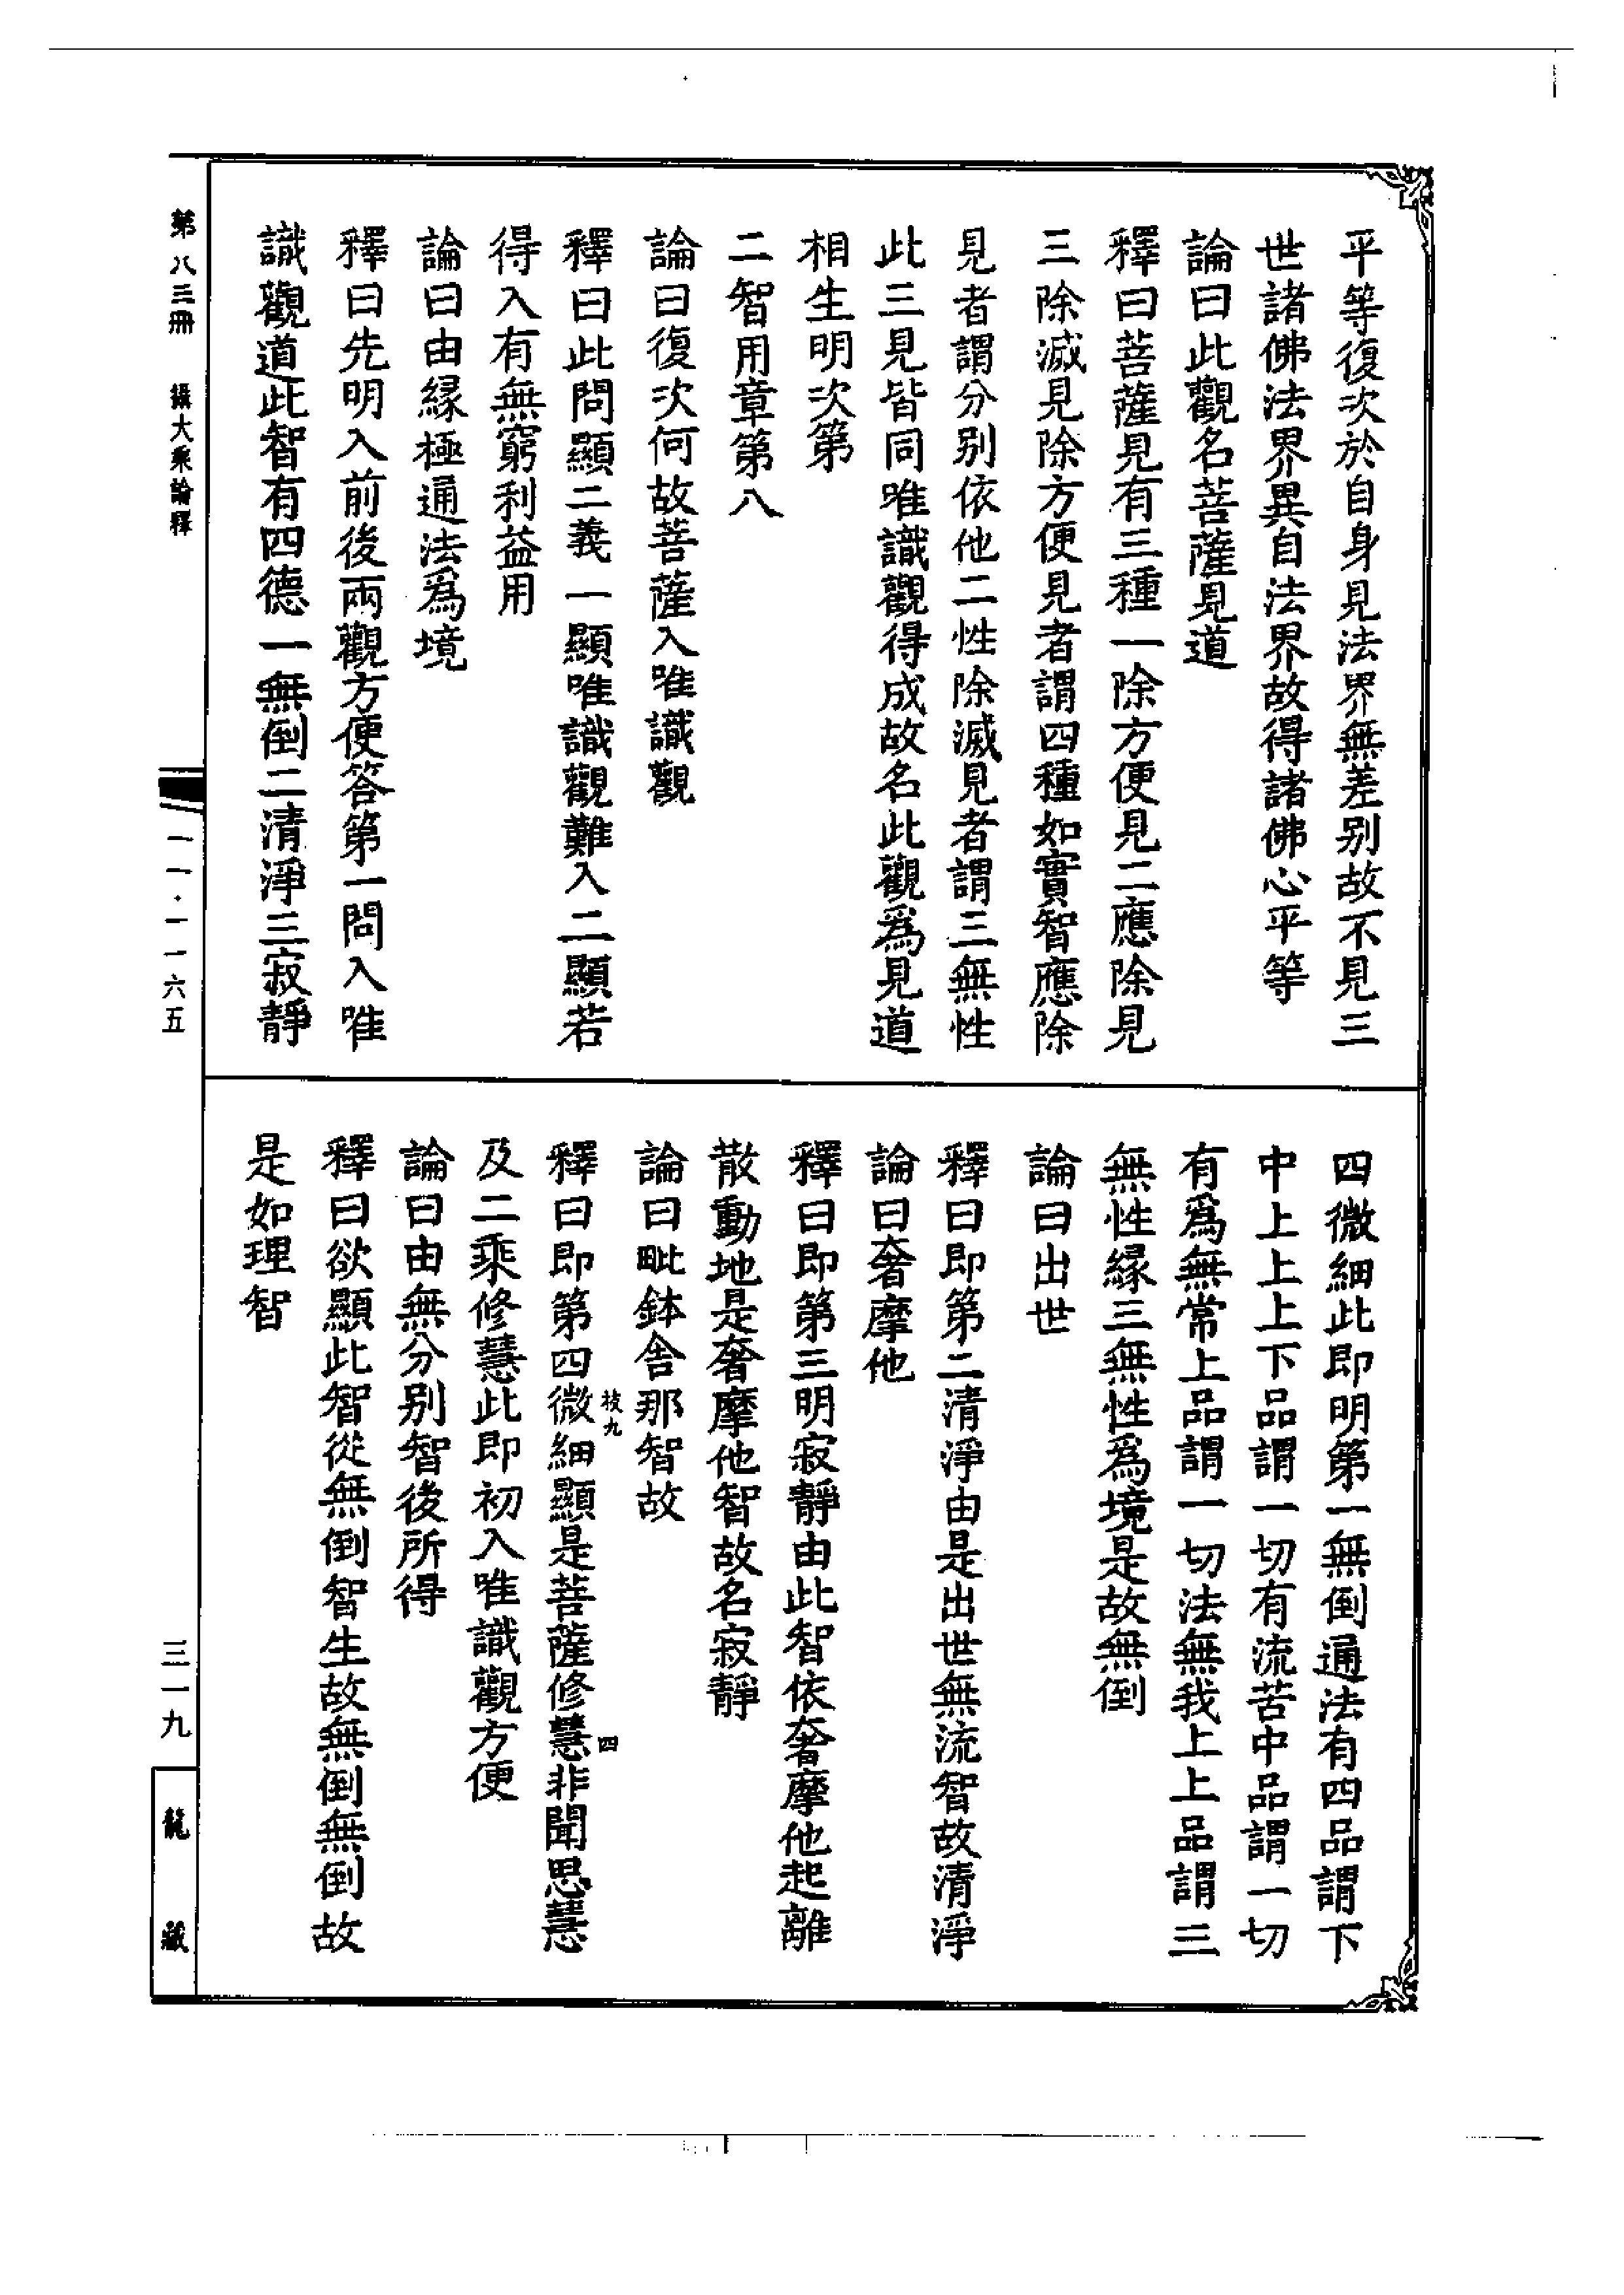 平等復次於自身見法界無差别故不見三
世諸佛法界異自法界故得諸佛心平等
論曰此觀名菩薩見道
釋曰菩薩見有三種一除方便見二應除見
三除滅見除方便見者謂四種如實智應除
見者謂分别依他二性除滅見者謂三無性
此三見皆同唯識觀得成故名此觀爲見道
相生明次第
二智用章第八
論曰復次何故菩薩入唯識觀
釋曰此問顯二義一顯唯識觀難入二顯若
得入有無窮利益用
論曰由緣極通法爲境
釋曰先明入前後兩觀方便答第一問入唯
識觀道此智有四德一無倒二清淨三寂靜
四微細此即明第一無倒通法有四品謂下
中上上上下品謂一切有流苦中品謂一切
有爲無常上品謂一切法無我上上品謂三
無性緣三無性爲境是故無倒
論曰出世
釋曰即第二清淨由是出世無流智故清淨
論曰奢摩他
釋曰即第三明寂靜由此智依奢摩他起離
散動地是奢摩他智故名寂靜
論曰毗鉢舍那智故
釋曰即第四微細顯是菩薩修慧非聞思慧
枝九
四
及二乘修慧此即初入唯識觀方便
論曰由無分别智後所得
釋曰欲顯此智從無倒智生故無倒無倒故
是如理智
第八三冊 攝大乘論釋
一一·一一六五
三一九
龍藏